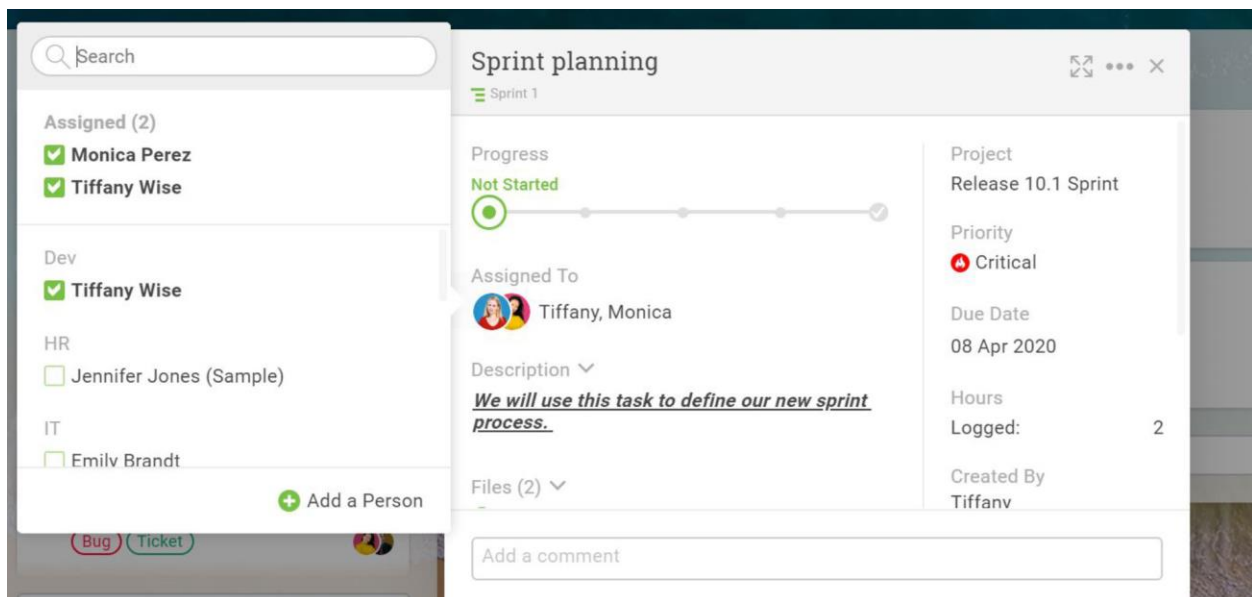 Search
Assigned (2)
Monica Perez
Tiffany Wise
Dev
Tiffany Wise
HR
Jennifer Jones (Sample)
IT
Emily Brandt
Add a Person
Bug Ticket
Sprint planning
Sprint 1
Progress
Not Started
Assigned To
Tiffany, Monica
Description
We will use this task to define our new sprint
process.
Files (2)
Add a comment
Project
Release 10.1 Sprint
Priority
Critical
Due Date
08 Apr 2020
Hours
Logged: 2
Created By
Tiffany